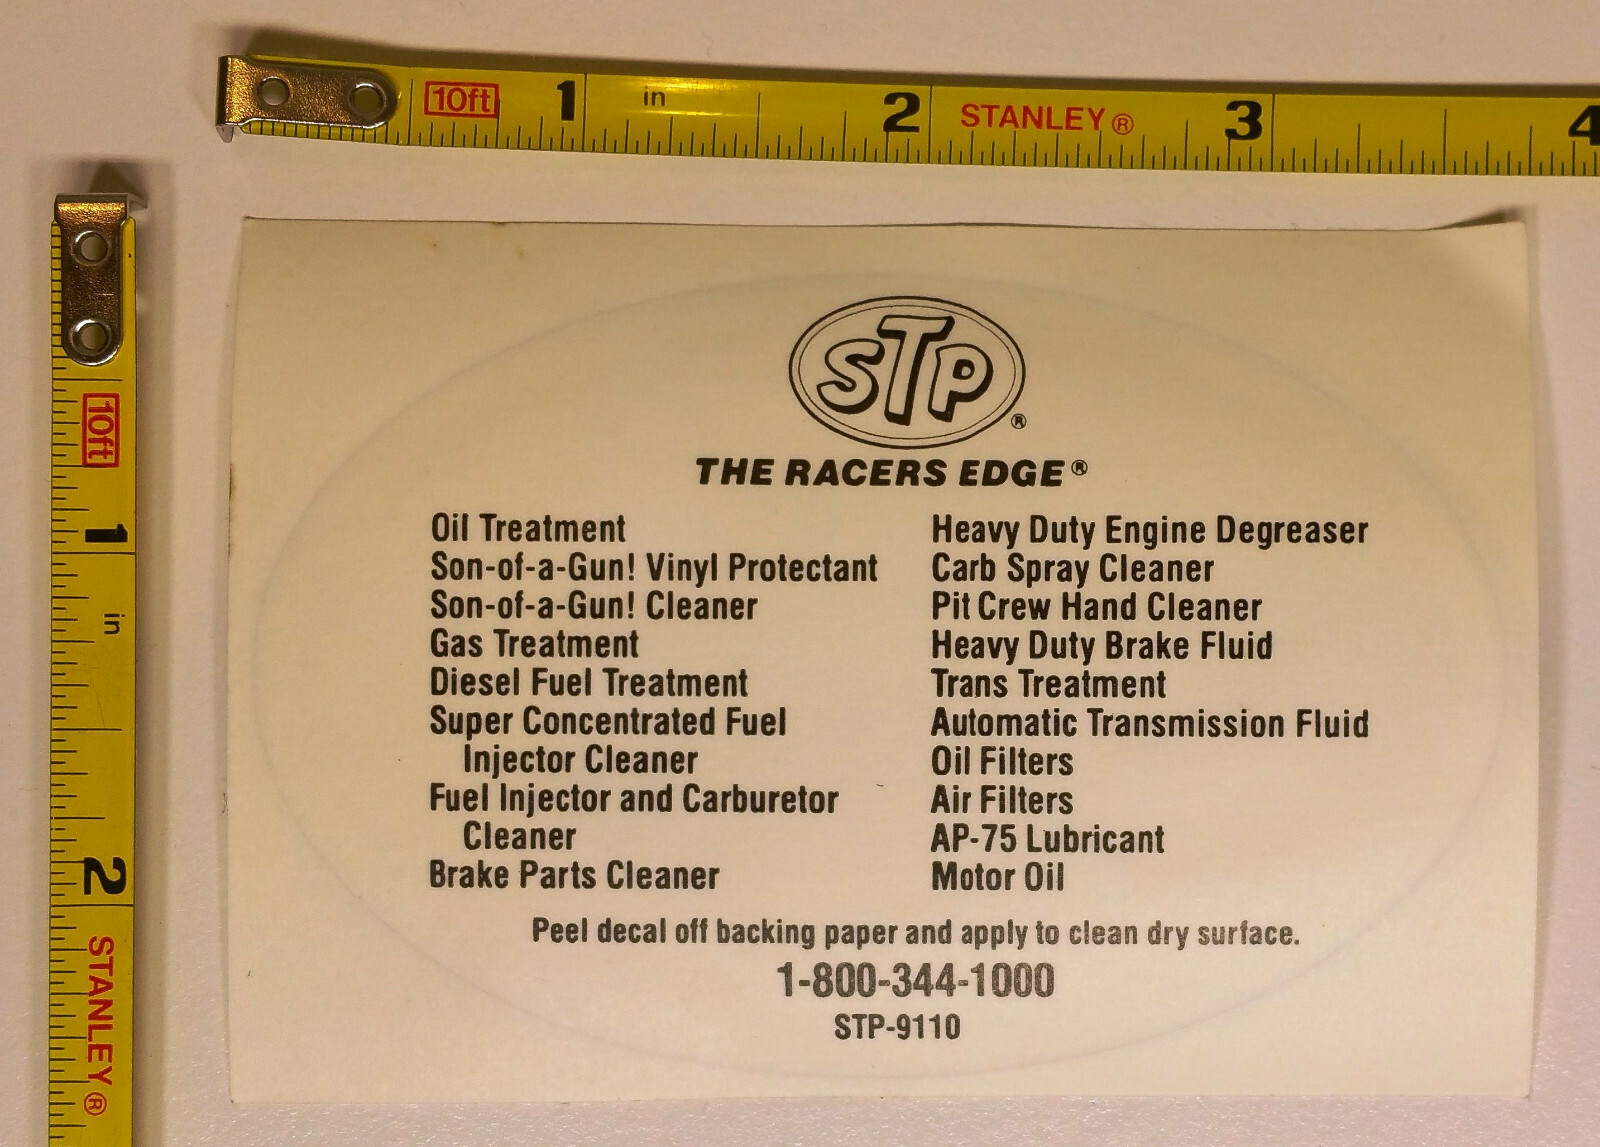 10ft 1 in 2 STANLEY® 3 4
10ft
1
in
2
STANLEY®
STP®
THE RACERS EDGE®
Oil Treatment
Son-of-a-Gun! Vinyl Protectant
Son-of-a-Gun! Cleaner
Gas Treatment
Diesel Fuel Treatment
Super Concentrated Fuel
Injector Cleaner
Fuel Injector and Carburetor
Cleaner
Brake Parts Cleaner
Heavy Duty Engine Degreaser
Carb Spray Cleaner
Pit Crew Hand Cleaner
Heavy Duty Brake Fluid
Trans Treatment
Automatic Transmission Fluid
Oil Filters
Air Filters
AP-75 Lubricant
Motor Oil
Peel decal off backing paper and apply to clean dry surface.
1-800-344-1000
STP-9110